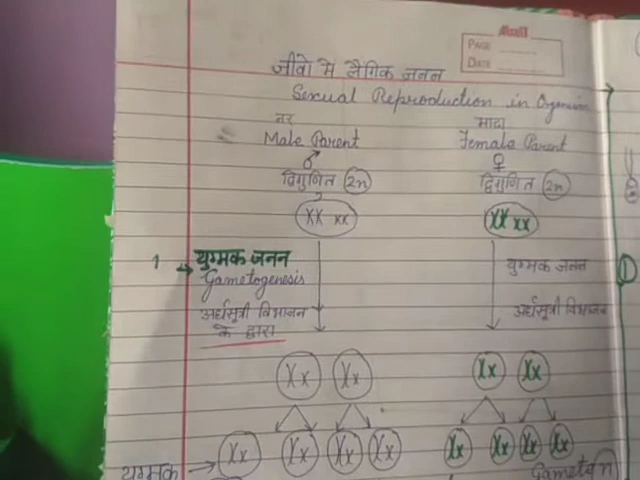 PAGE
DATE
जीवो में लैंगिक जनन
Sexual Reproduction in Organism
नर मादा
Male Parent Female Parent
♂ ♀
द्विगुणित 2n द्विगुणित 2n
XX xx XX xx
1 → युग्मक जनन युग्मक जनन 1
Gametogenesis
अर्धसूत्री विभाजन अर्धसूत्री विभाजन
के द्वारा
Xx Xx Xx Xx
Xx Xx Xx Xx Xx Xx Xx Xx
युग्मक → Gamete n